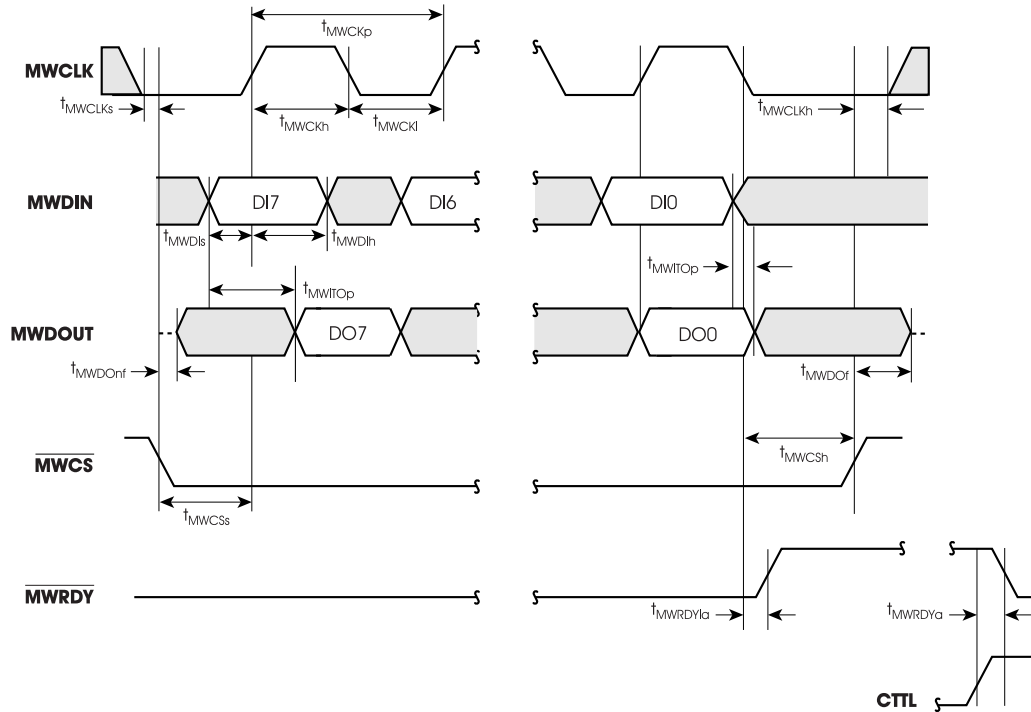 tMWCKp
MWCLK
tMWCLKs
tMWCKh
tMWCKl
tMWCLKh
MWDIN
DI7
DI6
DI0
tMWDIs
tMWDIh
tMWITOp
tMWITOp
MWDOUT
DO7
DO0
tMWDOnf
tMWDOf
MWCS
tMWCSh
tMWCSs
MWRDY
tMWRDYIa
tMWRDYa
CTTL